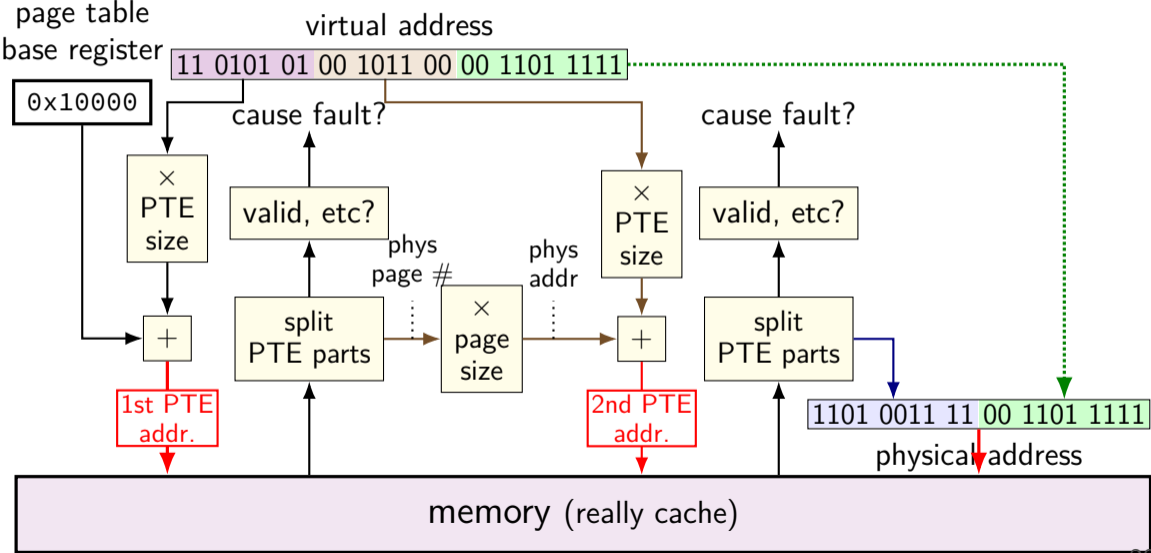 page table
base register
virtual address
11 0101 01 00 1011 00 00 1101 1111
0x10000
cause fault?
cause fault?
×
PTE
size
valid, etc?
×
PTE
size
valid, etc?
phys
page #
phys
addr
+
split
PTE parts
×
page
size
+
split
PTE parts
1st PTE
addr.
2nd PTE
addr.
1101 0011 11 00 1101 1111
physical address
memory (really cache)